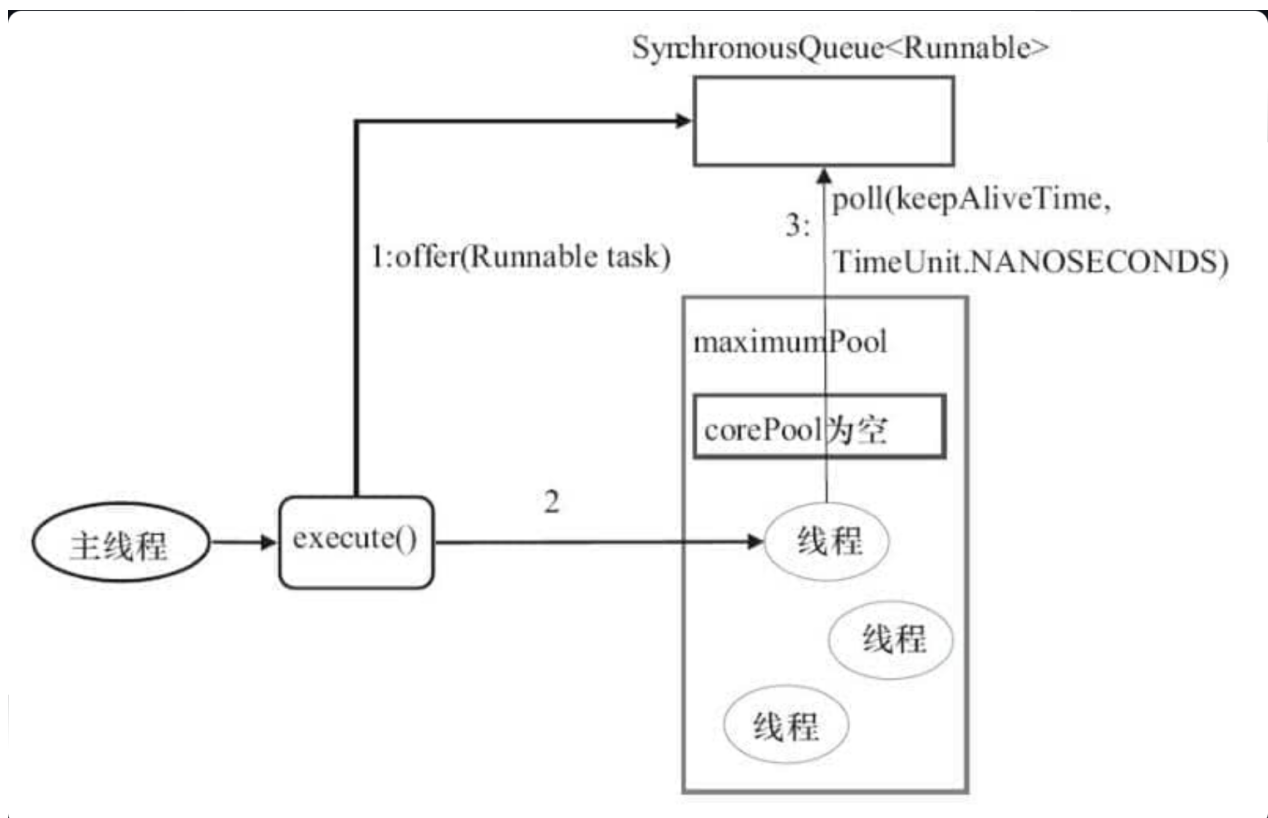 SynchronousQueue<Runnable>
1:offer(Runnable task)
3:
poll(keepAliveTime,
TimeUnit.NANOSECONDS)
maximumPool
corePool为空
主线程
execute()
2
线程
线程
线程